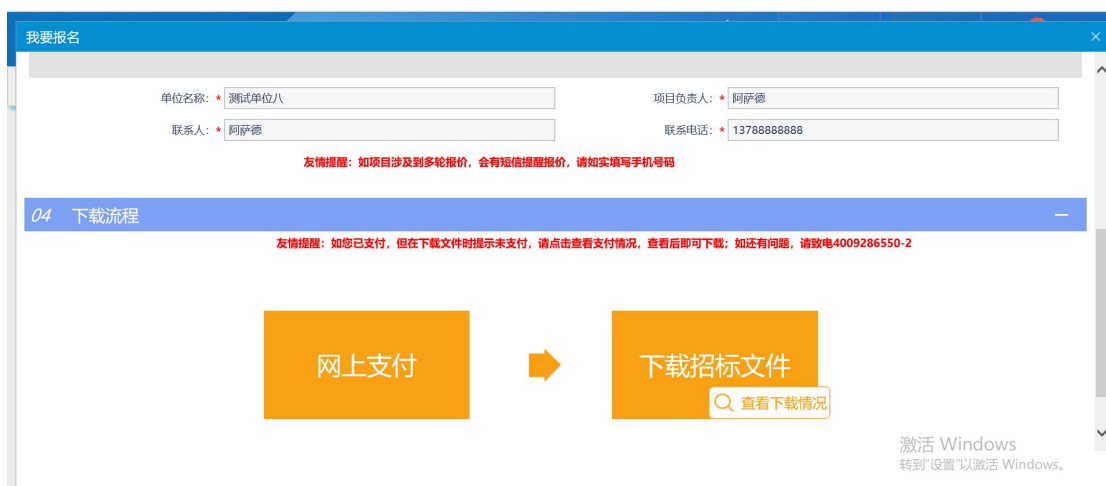 我要报名
单位名称：* 测试单位八 项目负责人：* 阿萨德
联系人：* 阿萨德 联系电话：* 13788888888
友情提醒：如项目涉及到多轮报价，会有短信提醒报价，请如实填写手机号码
04 下载流程
友情提醒：如您已支付，但在下载文件时提示未支付，请点击查看支付情况，查看后即可下载；如还有问题，请致电4009286550-2
网上支付 下载招标文件
查看下载情况
激活 Windows
转到"设置"以激活 Windows。